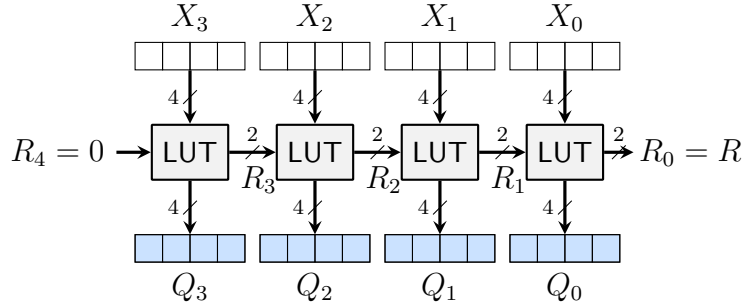 X₃ X₂ X₁ X₀
4 4 4 4
R₄ = 0 LUT 2 LUT 2 LUT 2 LUT 2 R₀ = R
R₃ R₂ R₁
4 4 4 4
Q₃ Q₂ Q₁ Q₀